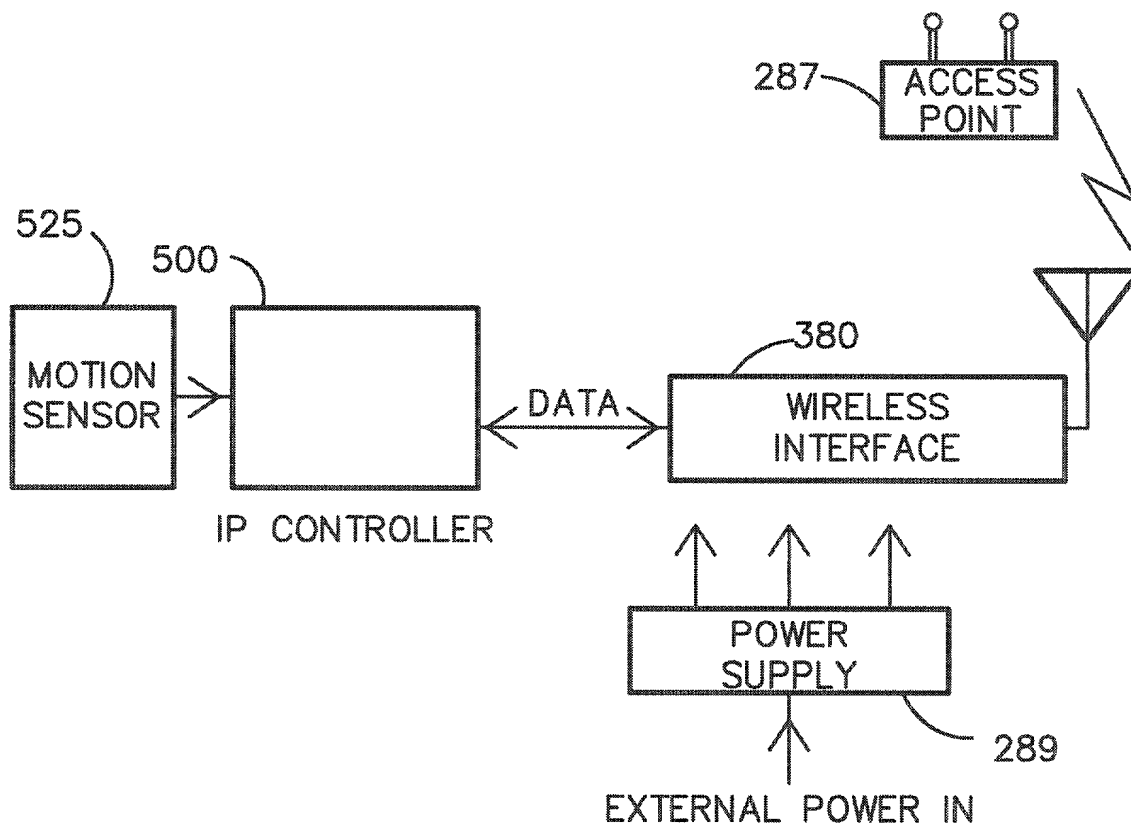 287
ACCESS
POINT
525
500
380
MOTION
SENSOR
DATA
WIRELESS
INTERFACE
IP CONTROLLER
POWER
SUPPLY
289
EXTERNAL POWER IN